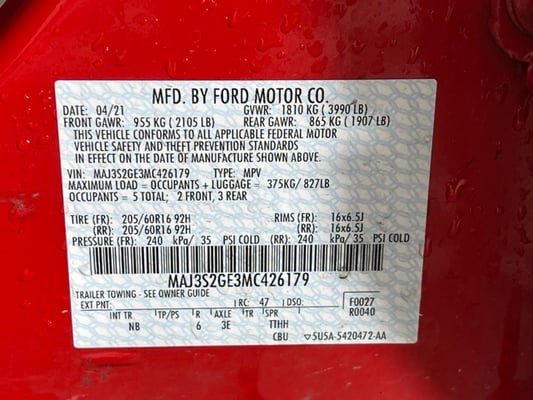 MFD. BY FORD MOTOR CO.
DATE: 04/21 GVWR: 1810 KG ( 3990 LB)
FRONT GAWR: 955 KG ( 2105 LB) REAR GAWR: 865 KG ( 1907 LB)
THIS VEHICLE CONFORMS TO ALL APPLICABLE FEDERAL MOTOR
VEHICLE SAFETY AND THEFT PREVENTION STANDARDS
IN EFFECT ON THE DATE OF MANUFACTURE SHOWN ABOVE.
VIN: MAJ3S2GE3MC426179 TYPE: MPV
MAXIMUM LOAD = OCCUPANTS + LUGGAGE = 375KG/ 827LB
OCCUPANTS = 5 TOTAL; 2 FRONT, 3 REAR
TIRE (FR): 205/60R16 92H RIMS (FR): 16x6.5J
(RR): 205/60R16 92H (RR): 16x6.5J
PRESSURE (FR): 240 kPa/ 35 PSI COLD (RR): 240 kPa/ 35 PSI COLD
MAJ3S2GE3MC426179
TRAILER TOWING - SEE OWNER GUIDE
EXT PNT: RC: 47 DSO: F0027
R0040
INT TR TP/PS R AXLE TR SPR
NB 6 3E TTHH
CBU 5U5A-5420472-AA